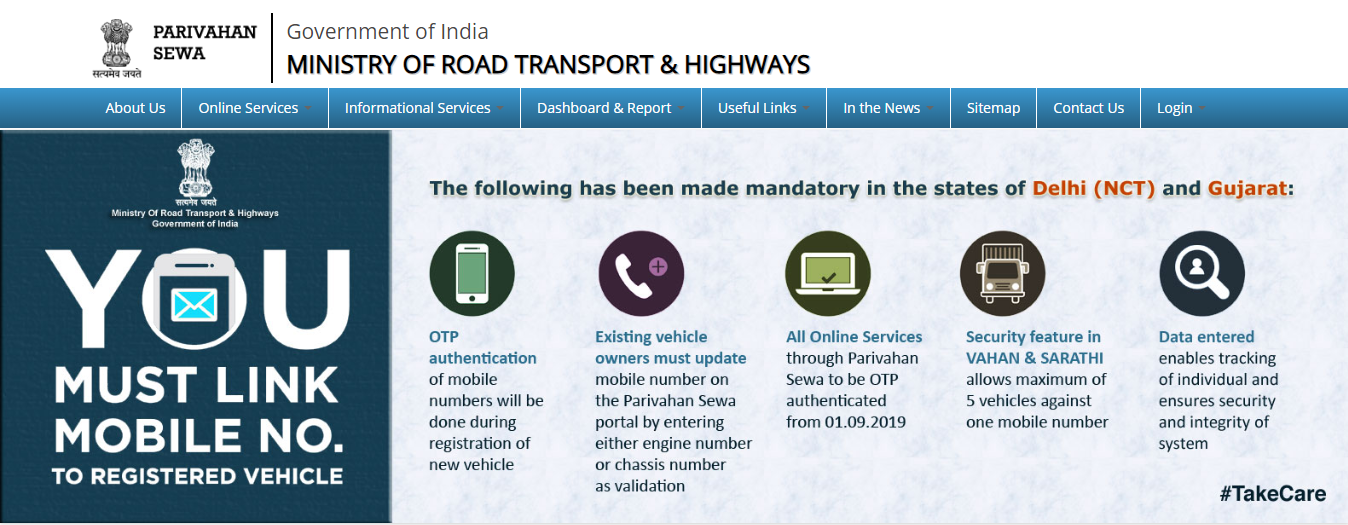 PARIVAHAN
SEWA
सत्यमेव जयते
Government of India
MINISTRY OF ROAD TRANSPORT & HIGHWAYS
About Us
Online Services
Informational Services
Dashboard & Report
Useful Links
In the News
Sitemap
Contact Us
Login
सत्यमेव जयते
Ministry Of Road Transport & Highways
Government of India
YOU
MUST LINK
MOBILE NO.
TO REGISTERED VEHICLE
The following has been made mandatory in the states of Delhi (NCT) and Gujarat:
OTP
authentication
of mobile
numbers will be
done during
registration of
new vehicle
Existing vehicle
owners must update
mobile number on
the Parivahan Sewa
portal by entering
either engine number
or chassis number
as validation
All Online Services
through Parivahan
Sewa to be OTP
authenticated
from 01.09.2019
Security feature in
VAHAN & SARATHI
allows maximum of
5 vehicles against
one mobile number
Data entered
enables tracking
of individual and
ensures security
and integrity of
system
#TakeCare